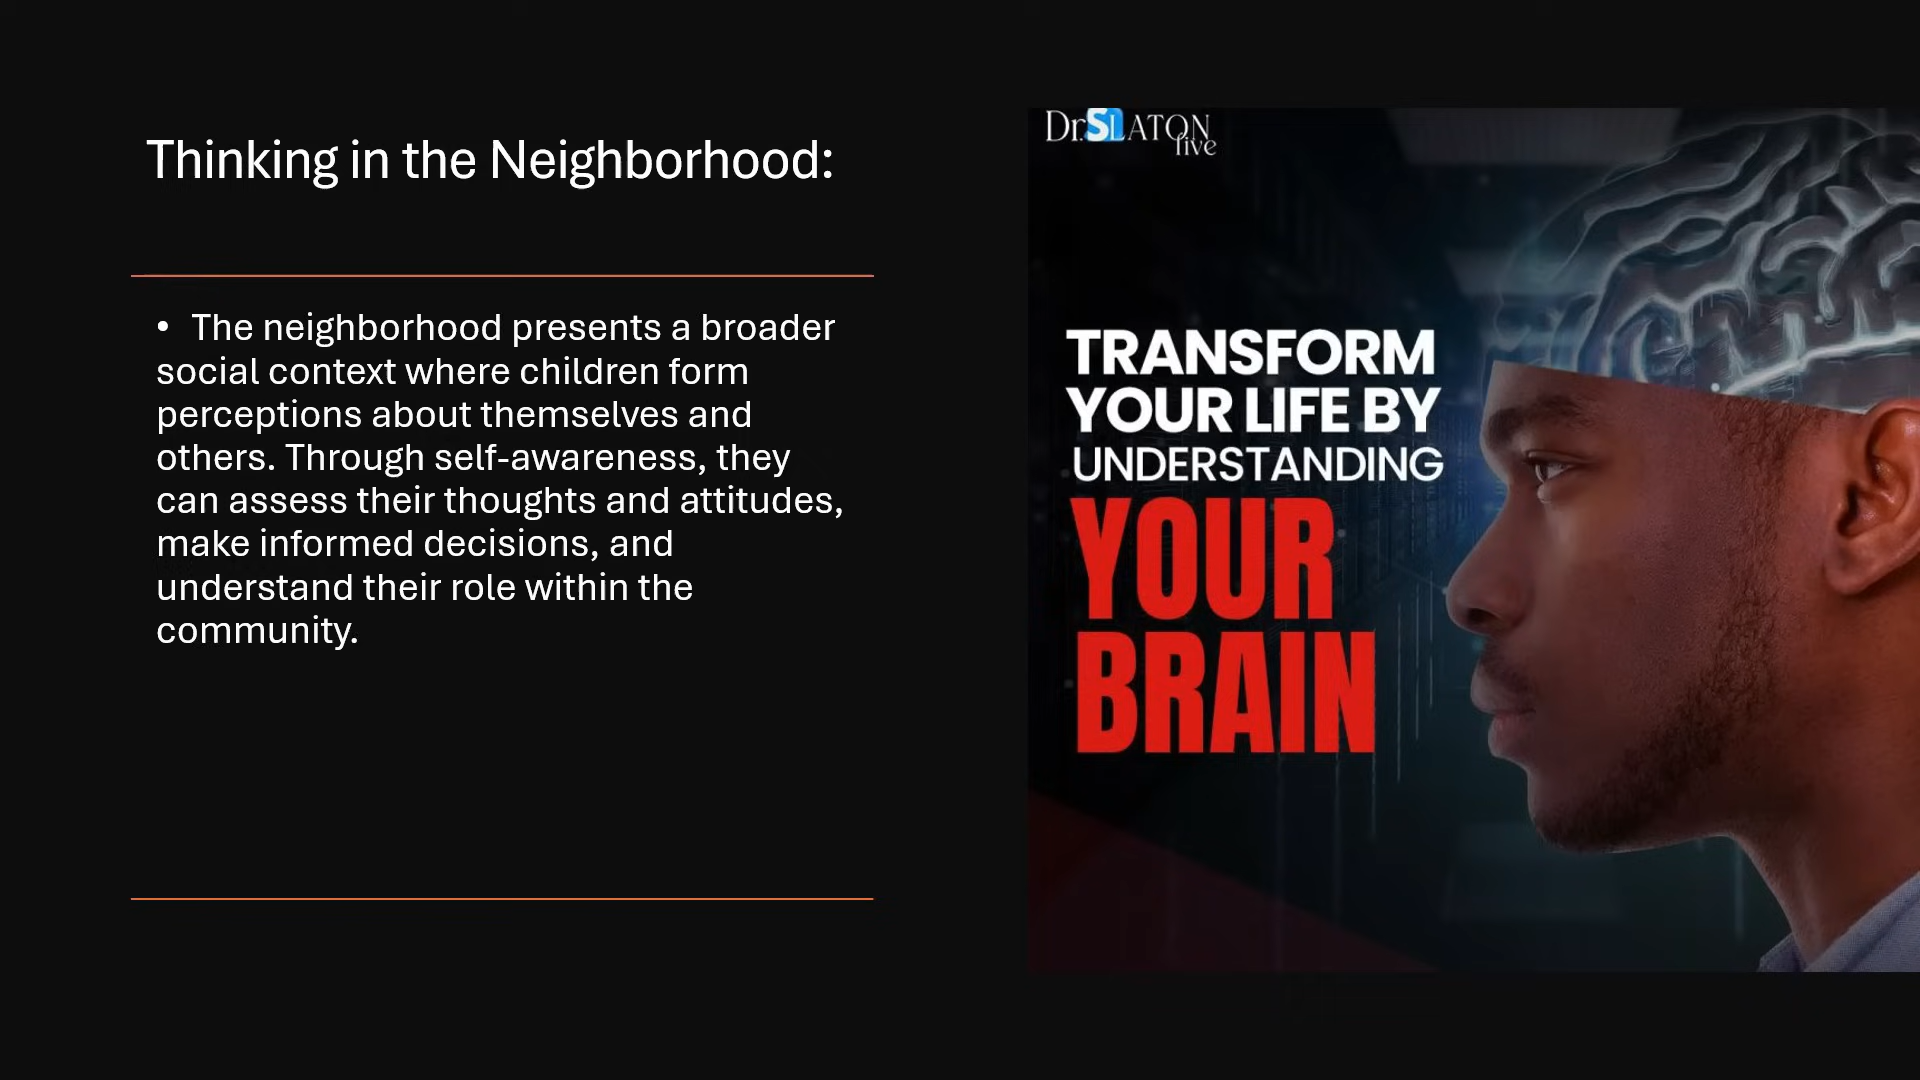 Thinking in the Neighborhood:
• The neighborhood presents a broader
social context where children form
perceptions about themselves and
others. Through self-awareness, they
can assess their thoughts and attitudes,
make informed decisions, and
understand their role within the
community.
Dr.SLATON
live
TRANSFORM
YOUR LIFE BY
UNDERSTANDING
YOUR
BRAIN